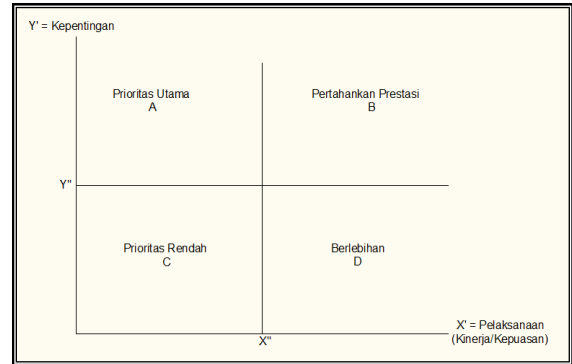 Y' = Kepentingan
Prioritas Utama
A
Pertahankan Prestasi
B
Y"
Prioritas Rendah
C
Berlebihan
D
X"
X' = Pelaksanaan
(Kinerja/Kepuasan)